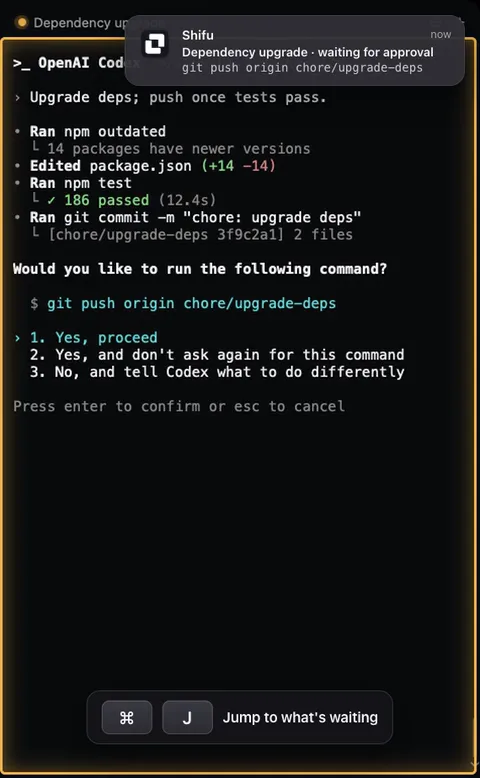 Dependency up
Shifu
now
Dependency upgrade · waiting for approval
git push origin chore/upgrade-deps
>_ OpenAI Codex
› Upgrade deps; push once tests pass.
• Ran npm outdated
└ 14 packages have newer versions
• Edited package.json (+14 -14)
• Ran npm test
└ ✓ 186 passed (12.4s)
• Ran git commit -m "chore: upgrade deps"
└ [chore/upgrade-deps 3f9c2a1] 2 files
Would you like to run the following command?
$ git push origin chore/upgrade-deps
› 1. Yes, proceed
2. Yes, and don't ask again for this command
3. No, and tell Codex what to do differently
Press enter to confirm or esc to cancel
⌘ J Jump to what's waiting